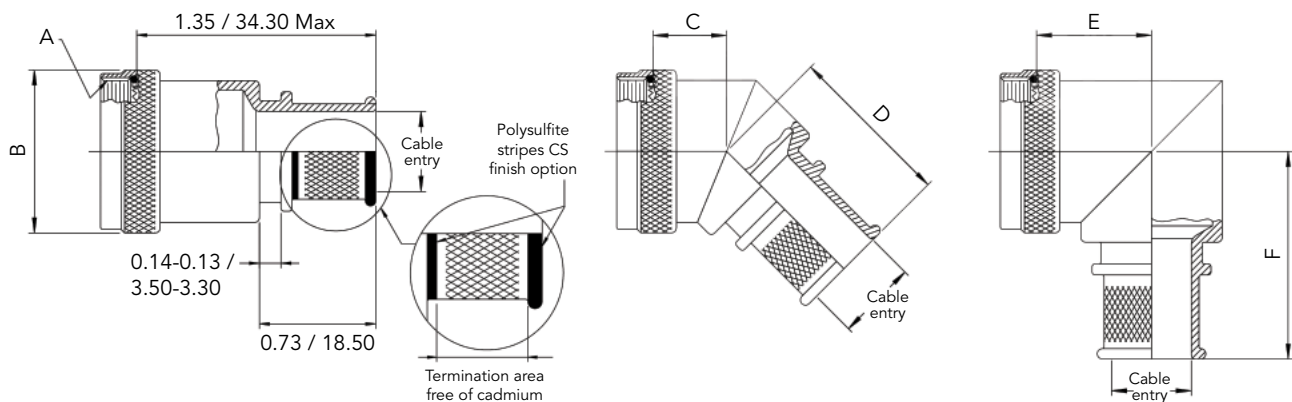 1.35 / 34.30 Max
A
B
Cable
entry
Polysulfite
stripes CS
finish option
0.14-0.13 /
3.50-3.30
0.73 / 18.50
Termination area
free of cadmium
C
D
Cable
entry
E
F
Cable
entry